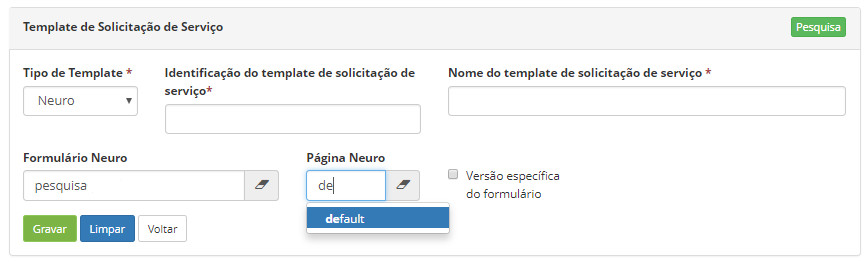 Template de Solicitação de Serviço
Pesquisa
Tipo de Template *
Identificação do template de solicitação de
serviço*
Nome do template de solicitação de serviço *
Neuro
Formulário Neuro
Página Neuro
pesquisa
de
Versão específica
do formulário
default
Gravar
Limpar
Voltar